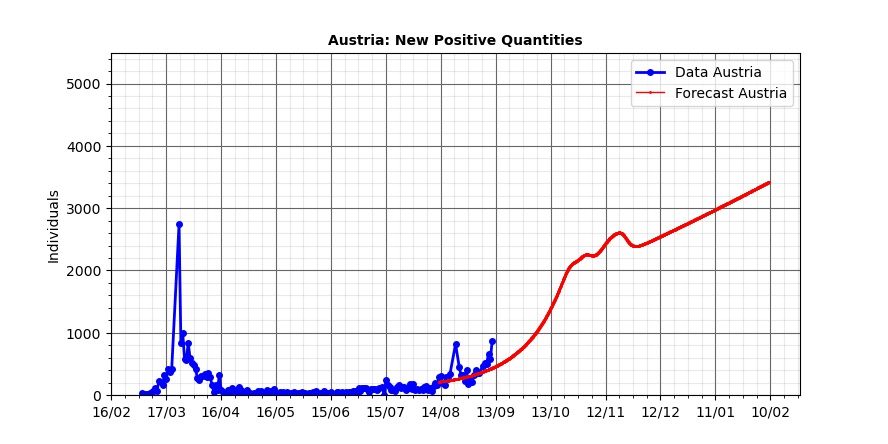 Austria: New Positive Quantities
Data Austria
Forecast Austria
Individuals
5000
4000
3000
2000
1000
0
16/02 17/03 16/04 16/05 15/06 15/07 14/08 13/09 13/10 12/11 12/12 11/01 10/02